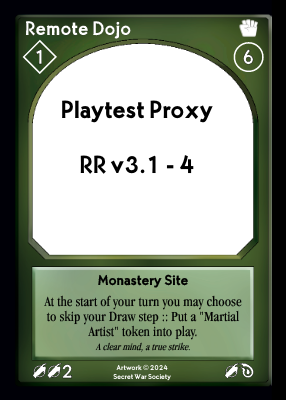 Remote Dojo
1
6
Playtest Proxy
RR v3.1 - 4
Monastery Site
At the start of your turn you may choose
to skip your Draw step :: Put a "Martial
Artist" token into play.
A clear mind, a true strike.
2
Artwork © 2024
Secret War Society